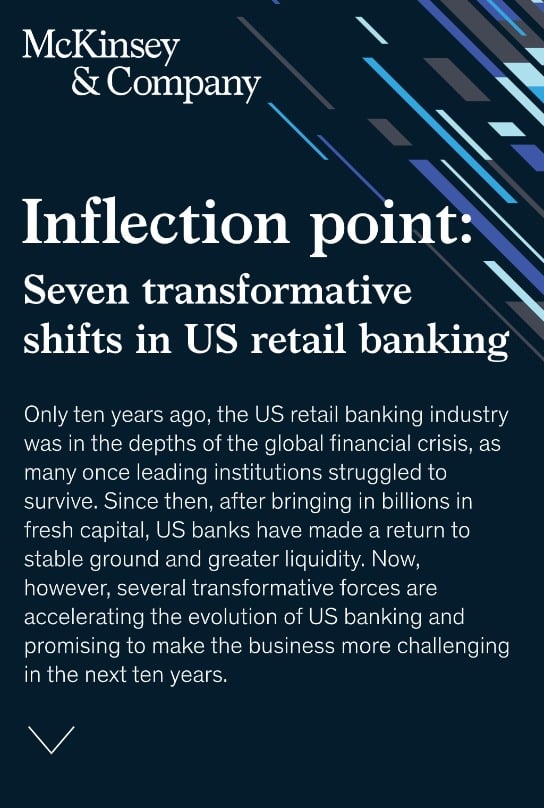 McKinsey
& Company
Inflection point:
Seven transformative
shifts in US retail banking
Only ten years ago, the US retail banking industry
was in the depths of the global financial crisis, as
many once leading institutions struggled to
survive. Since then, after bringing in billions in
fresh capital, US banks have made a return to
stable ground and greater liquidity. Now,
however, several transformative forces are
accelerating the evolution of US banking and
promising to make the business more challenging
in the next ten years.